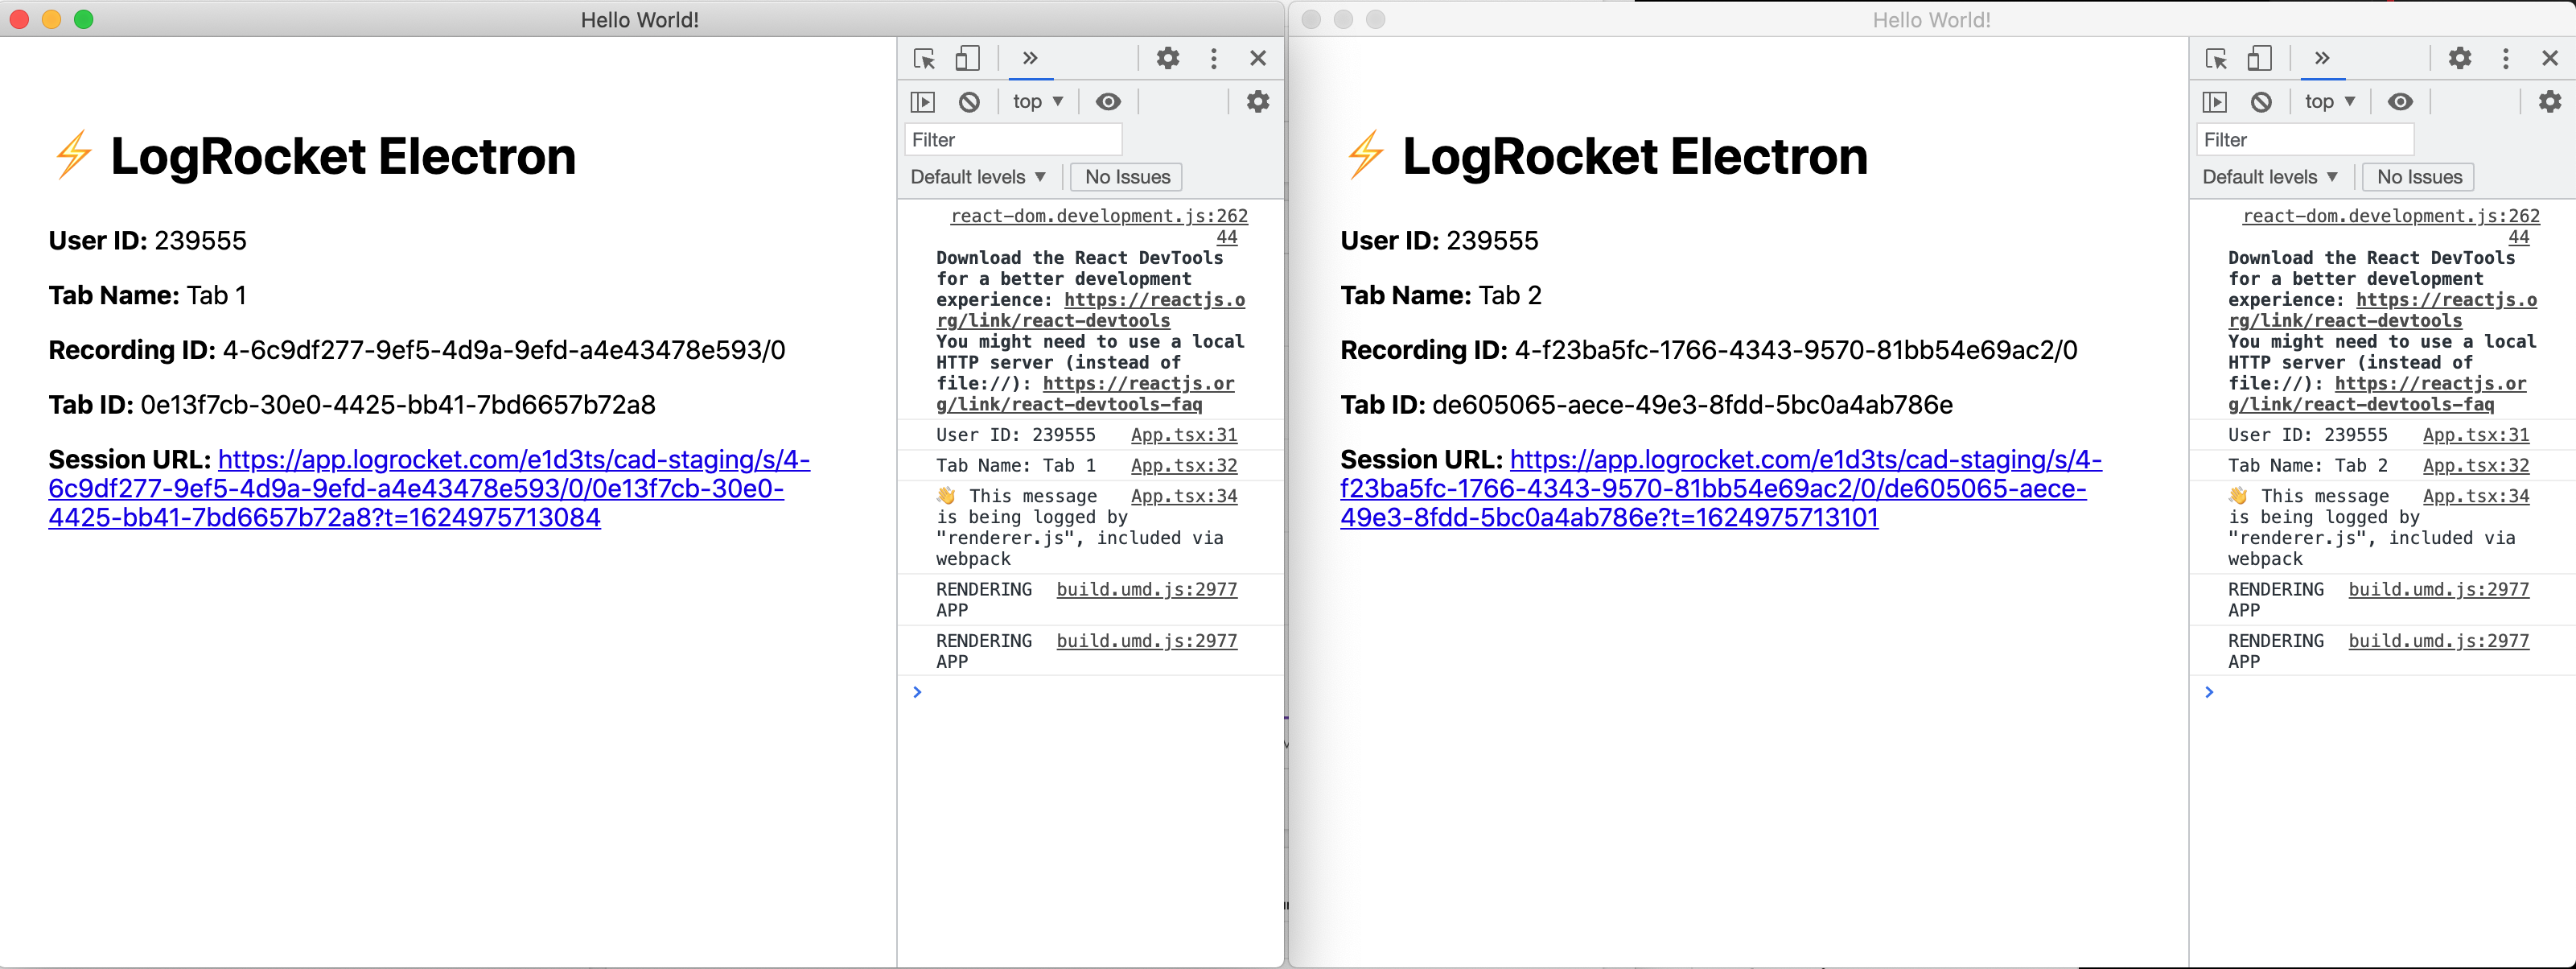 Hello World!
top ▼
Filter
Default levels ▼
No Issues
⚡ LogRocket Electron
User ID: 239555
Tab Name: Tab 1
Recording ID: 4-6c9df277-9ef5-4d9a-9efd-a4e43478e593/0
Tab ID: 0e13f7cb-30e0-4425-bb41-7bd6657b72a8
Session URL: https://app.logrocket.com/e1d3ts/cad-staging/s/4-
6c9df277-9ef5-4d9a-9efd-a4e43478e593/0/0e13f7cb-30e0-
4425-bb41-7bd6657b72a8?t=1624975713084
react-dom.development.js:262
44
Download the React DevTools
for a better development
experience: https://reactjs.o
rg/link/react-devtools
You might need to use a local
HTTP server (instead of
file://): https://reactjs.or
g/link/react-devtools-faq
User ID: 239555 App.tsx:31
Tab Name: Tab 1 App.tsx:32
👋 This message App.tsx:34
is being logged by
"renderer.js", included via
webpack
RENDERING build.umd.js:2977
APP
RENDERING build.umd.js:2977
APP
Hello World!
top ▼
Filter
Default levels ▼
No Issues
⚡ LogRocket Electron
User ID: 239555
Tab Name: Tab 2
Recording ID: 4-f23ba5fc-1766-4343-9570-81bb54e69ac2/0
Tab ID: de605065-aece-49e3-8fdd-5bc0a4ab786e
Session URL: https://app.logrocket.com/e1d3ts/cad-staging/s/4-
f23ba5fc-1766-4343-9570-81bb54e69ac2/0/de605065-aece-
49e3-8fdd-5bc0a4ab786e?t=1624975713101
react-dom.development.js:262
44
Download the React DevTools
for a better development
experience: https://reactjs.o
rg/link/react-devtools
You might need to use a local
HTTP server (instead of
file://): https://reactjs.or
g/link/react-devtools-faq
User ID: 239555 App.tsx:31
Tab Name: Tab 2 App.tsx:32
👋 This message App.tsx:34
is being logged by
"renderer.js", included via
webpack
RENDERING build.umd.js:2977
APP
RENDERING build.umd.js:2977
APP